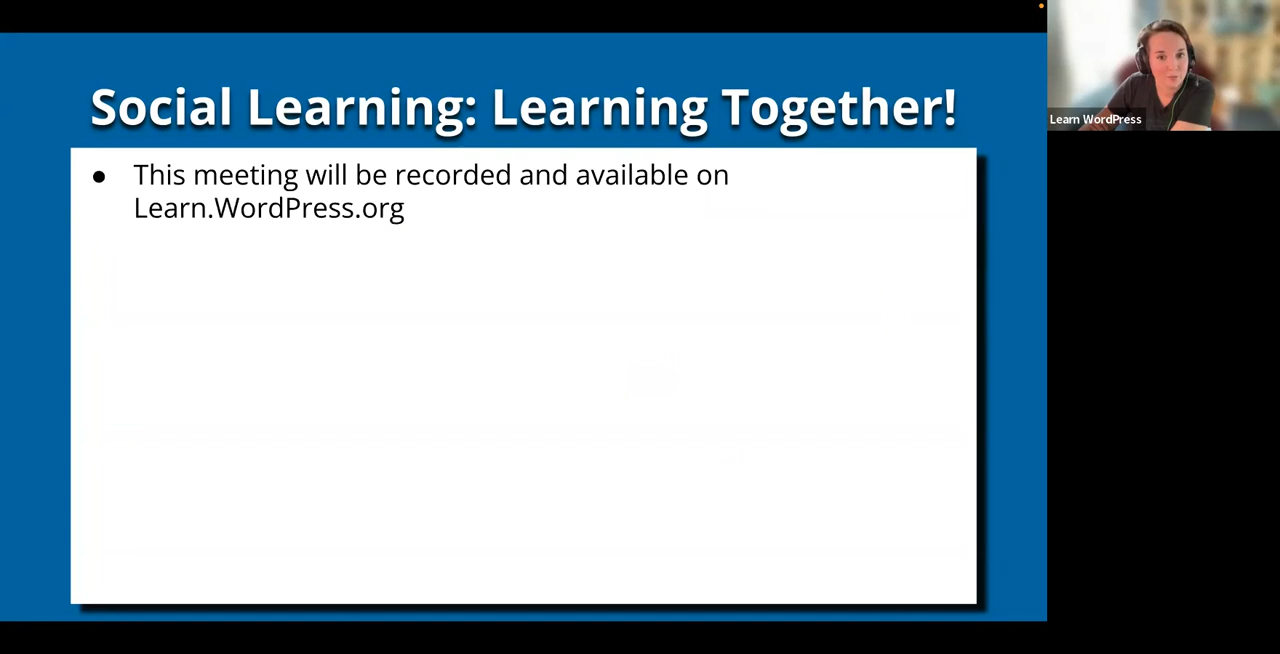 Social Learning: Learning Together!
● This meeting will be recorded and available on
Learn.WordPress.org
Learn WordPress